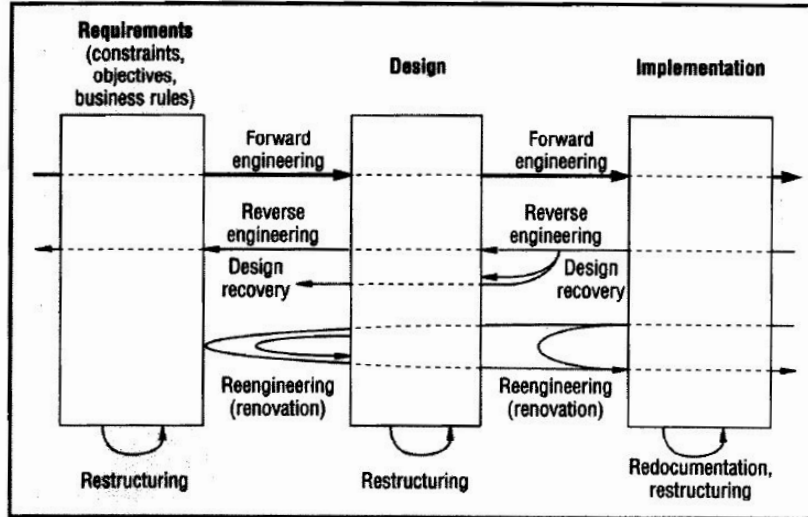 Requirements
(constraints,
objectives,
business rules)
Design
Implementation
Forward
engineering
Forward
engineering
Reverse
engineering
Reverse
engineering
Design
recovery
Design
recovery
Reengineering
(renovation)
Reengineering
(renovation)
Restructuring
Restructuring
Redocumentation,
restructuring